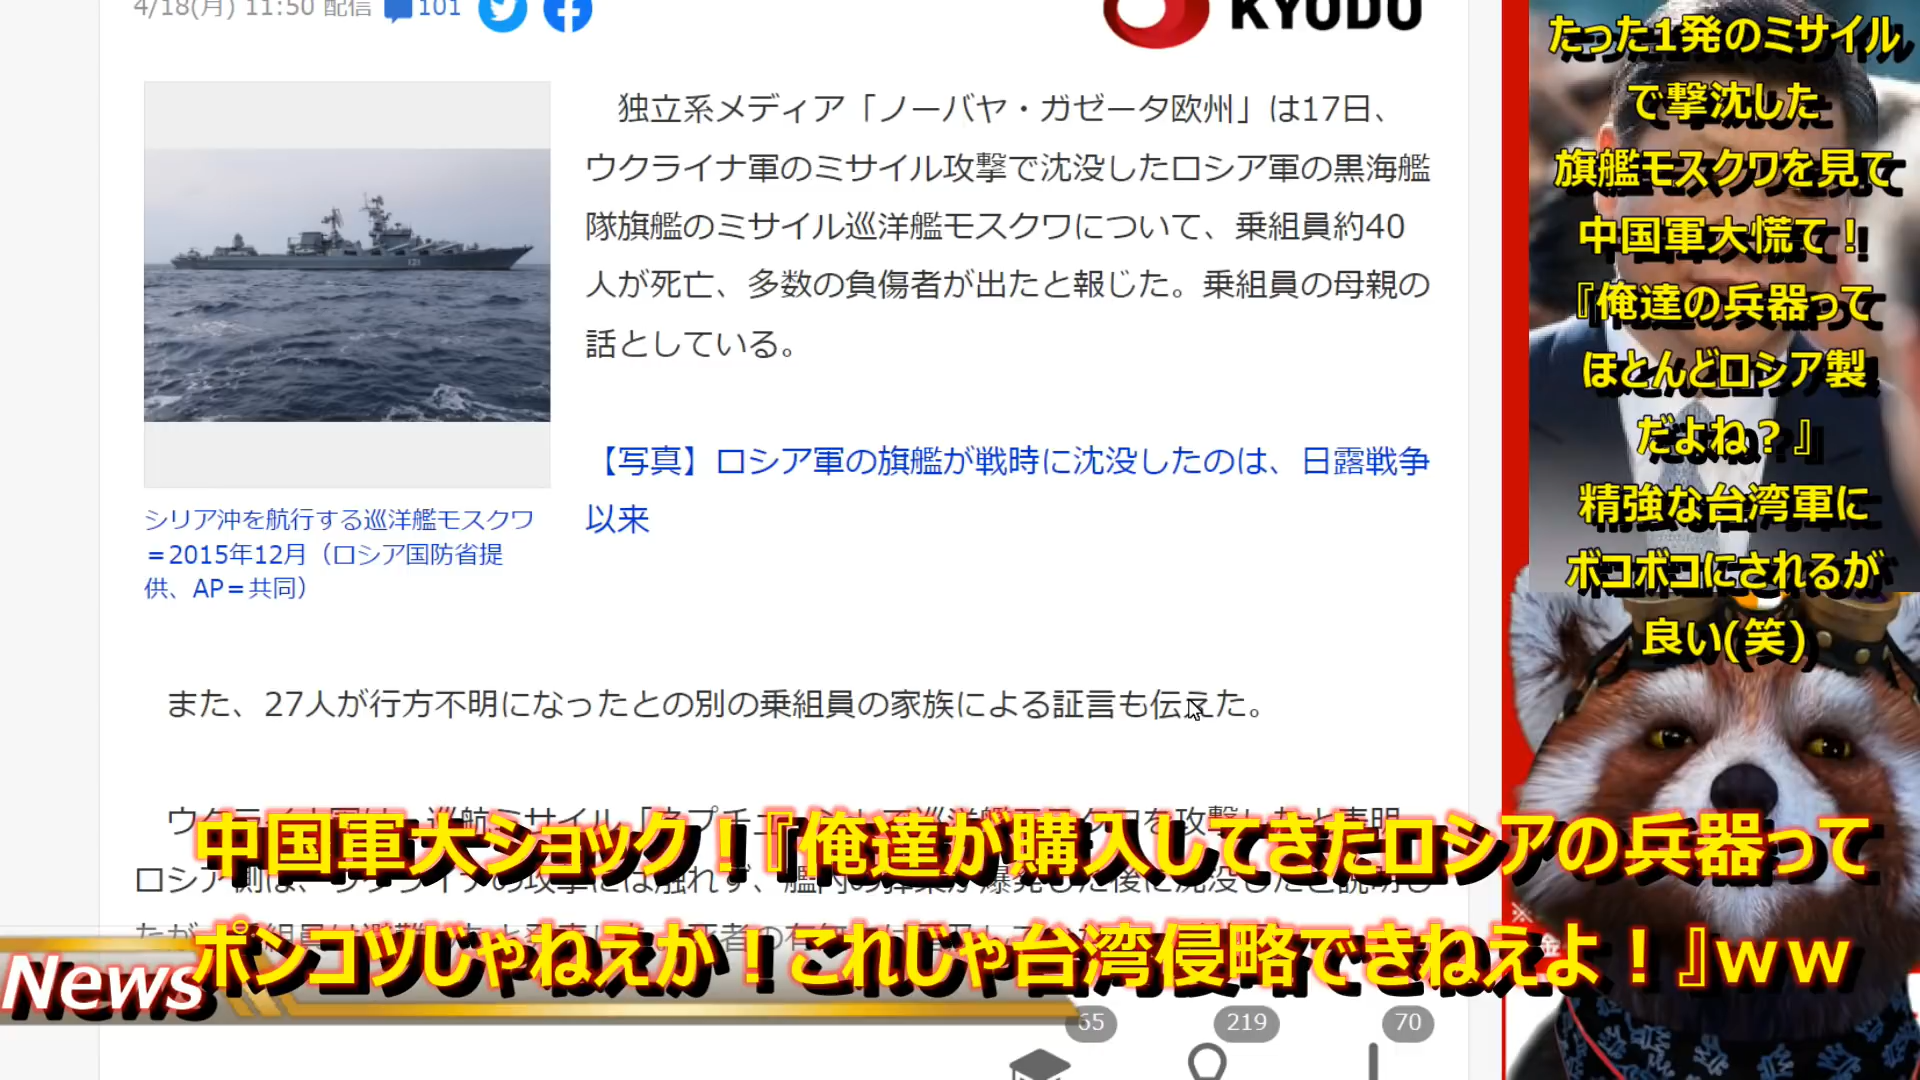 4/18(月) 11:50 配信
101
KYODO
独立系メディア「ノーバヤ・ガゼータ欧州」は17日、
ウクライナ軍のミサイル攻撃で沈没したロシア軍の黒海艦
隊旗艦のミサイル巡洋艦モスクワについて、乗組員約40
人が死亡、多数の負傷者が出たと報じた。乗組員の母親の
話としている。
【写真】ロシア軍の旗艦が戦時に沈没したのは、日露戦争
以来
121
シリア沖を航行する巡洋艦モスクワ
=2015年12月（ロシア国防省提
供、AP＝共同）
また、27人が行方不明になったとの別の乗組員の家族による証言も伝えた。
たった1発のミサイル
で撃沈した
旗艦モスクワを見て
中国軍大慌て！
『俺達の兵器って
ほとんどロシア製
だよね？』
精強な台湾軍に
ボコボコにされるが
良い(笑)
中国軍大ショック！『俺達が購入してきたロシアの兵器って
ポンコツじゃねえか！これじゃ台湾侵略できねえよ！』ｗｗ
News
65
219
70